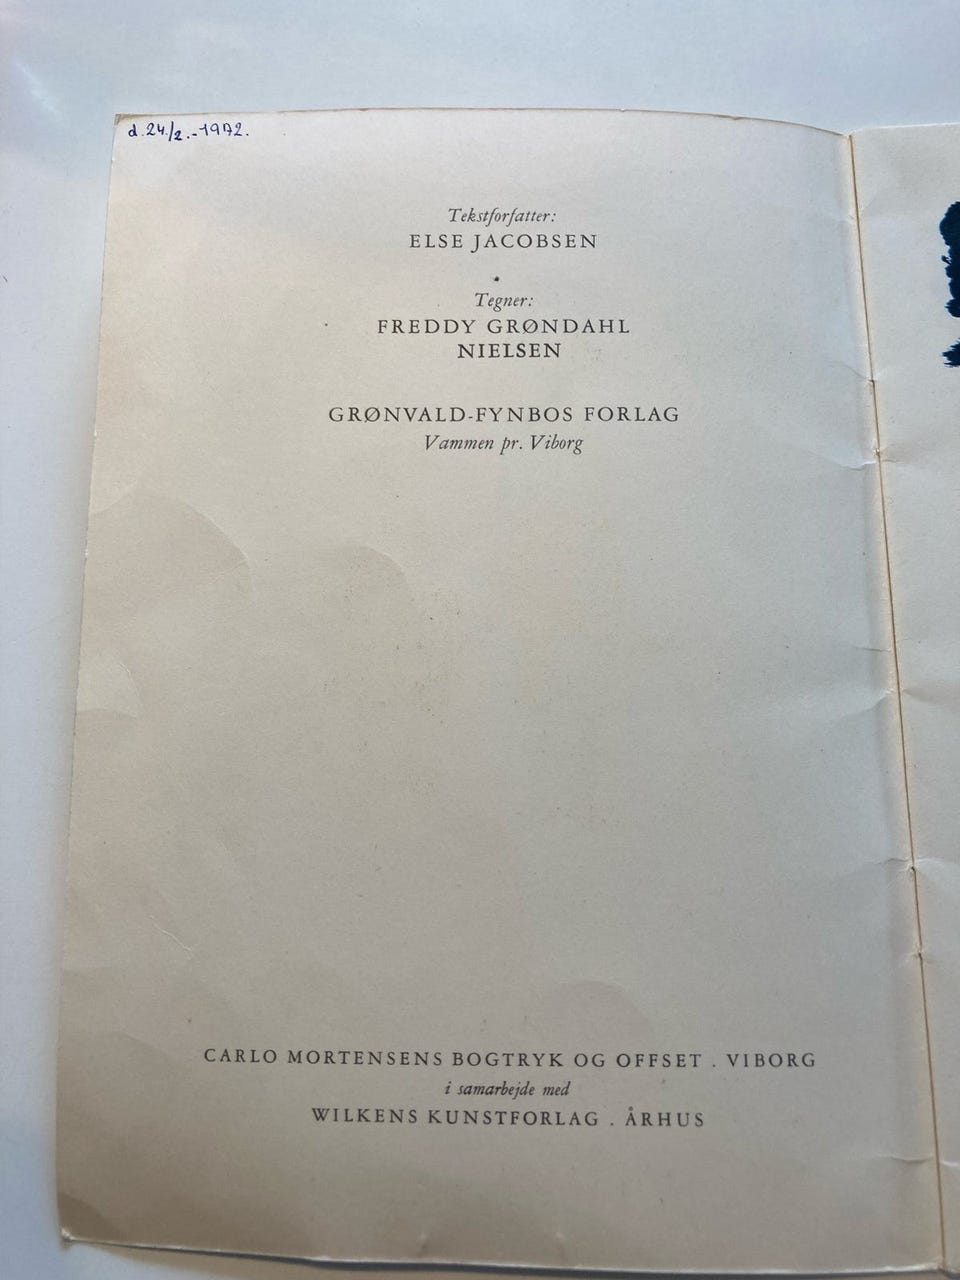 d. 24./2.-1972.
Tekstforfatter:
ELSE JACOBSEN
Tegner:
FREDDY GRØNDAHL
NIELSEN
GRØNVALD-FYNBOS FORLAG
Vammen pr. Viborg
CARLO MORTENSENS BOGTRYK OG OFFSET . VIBORG
i samarbejde med
WILKENS KUNSTFORLAG . ÅRHUS